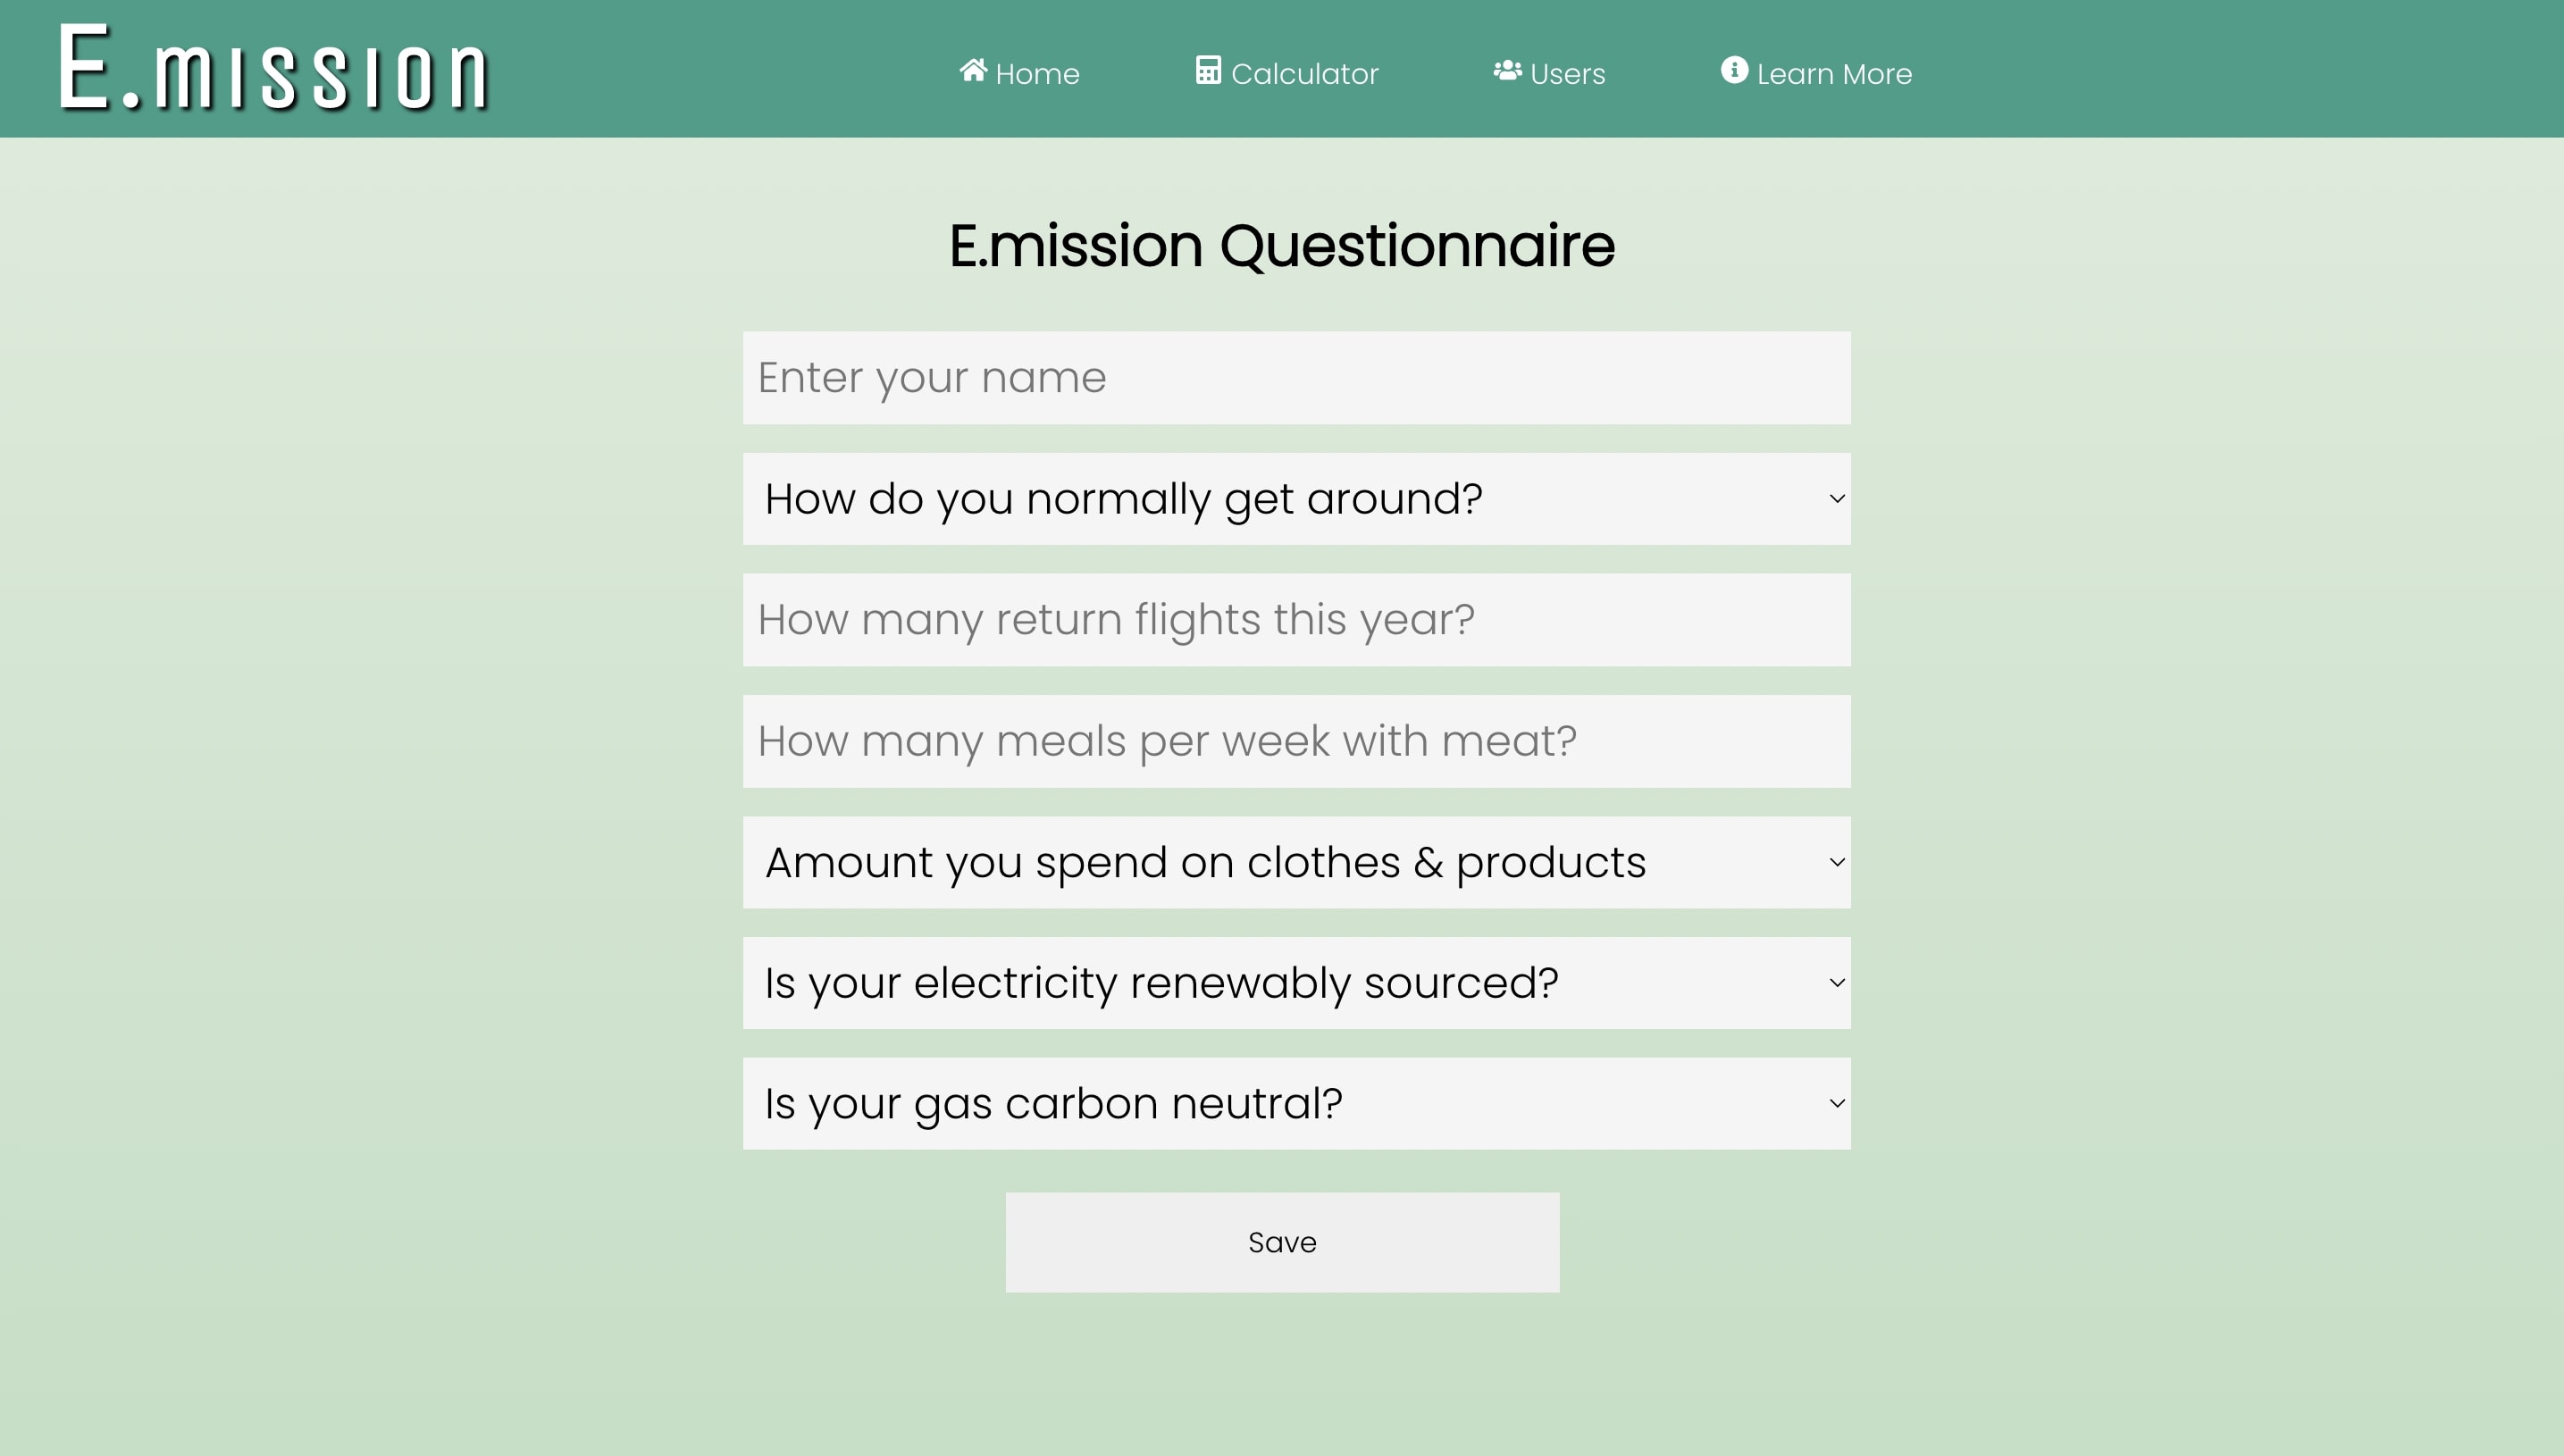 E.mission
Home
Calculator
Users
Learn More
E.mission Questionnaire
Enter your name
How do you normally get around?
How many return flights this year?
How many meals per week with meat?
Amount you spend on clothes & products
Is your electricity renewably sourced?
Is your gas carbon neutral?
Save